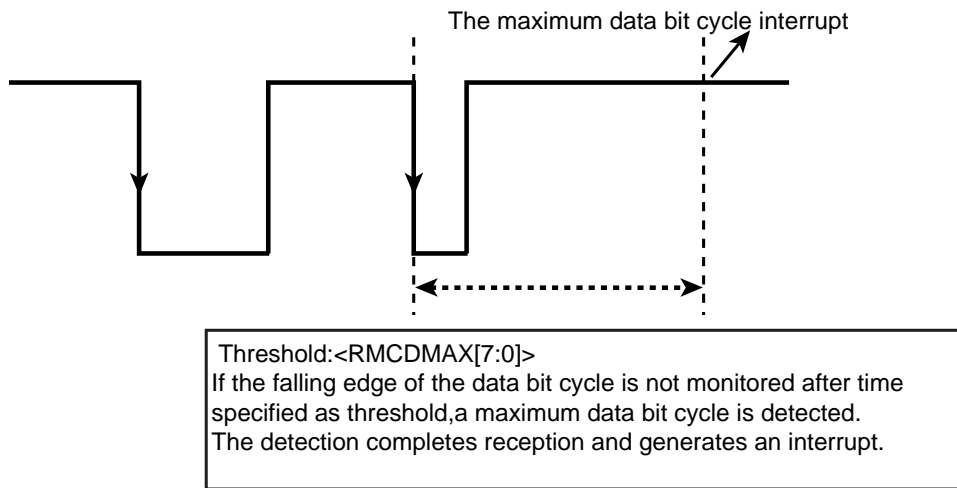 The maximum data bit cycle interrupt
Threshold:<RMCDMAX[7:0]>
If the falling edge of the data bit cycle is not monitored after time
specified as threshold,a maximum data bit cycle is detected.
The detection completes reception and generates an interrupt.